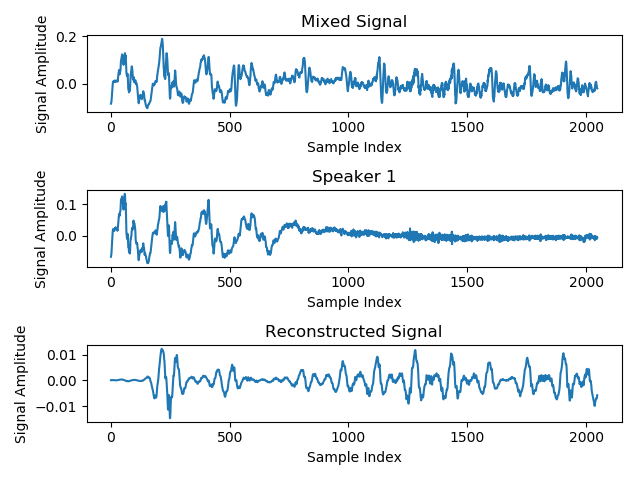 Mixed Signal
Signal Amplitude
0.2
0.0
0 500 1000 1500 2000
Sample Index
Speaker 1
Signal Amplitude
0.1
0.0
0 500 1000 1500 2000
Sample Index
Reconstructed Signal
Signal Amplitude
0.01
0.00
−0.01
0 500 1000 1500 2000
Sample Index